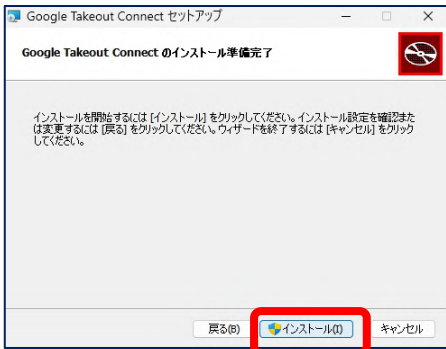 Google Takeout Connect セットアップ
Google Takeout Connect のインストール準備完了
インストールを開始するには [インストール] をクリックしてください。インストール設定を確認また
は変更するには [戻る] をクリックしてください。ウィザードを終了するには [キャンセル] をクリック
してください。
戻る(B)
インストール(I)
キャンセル